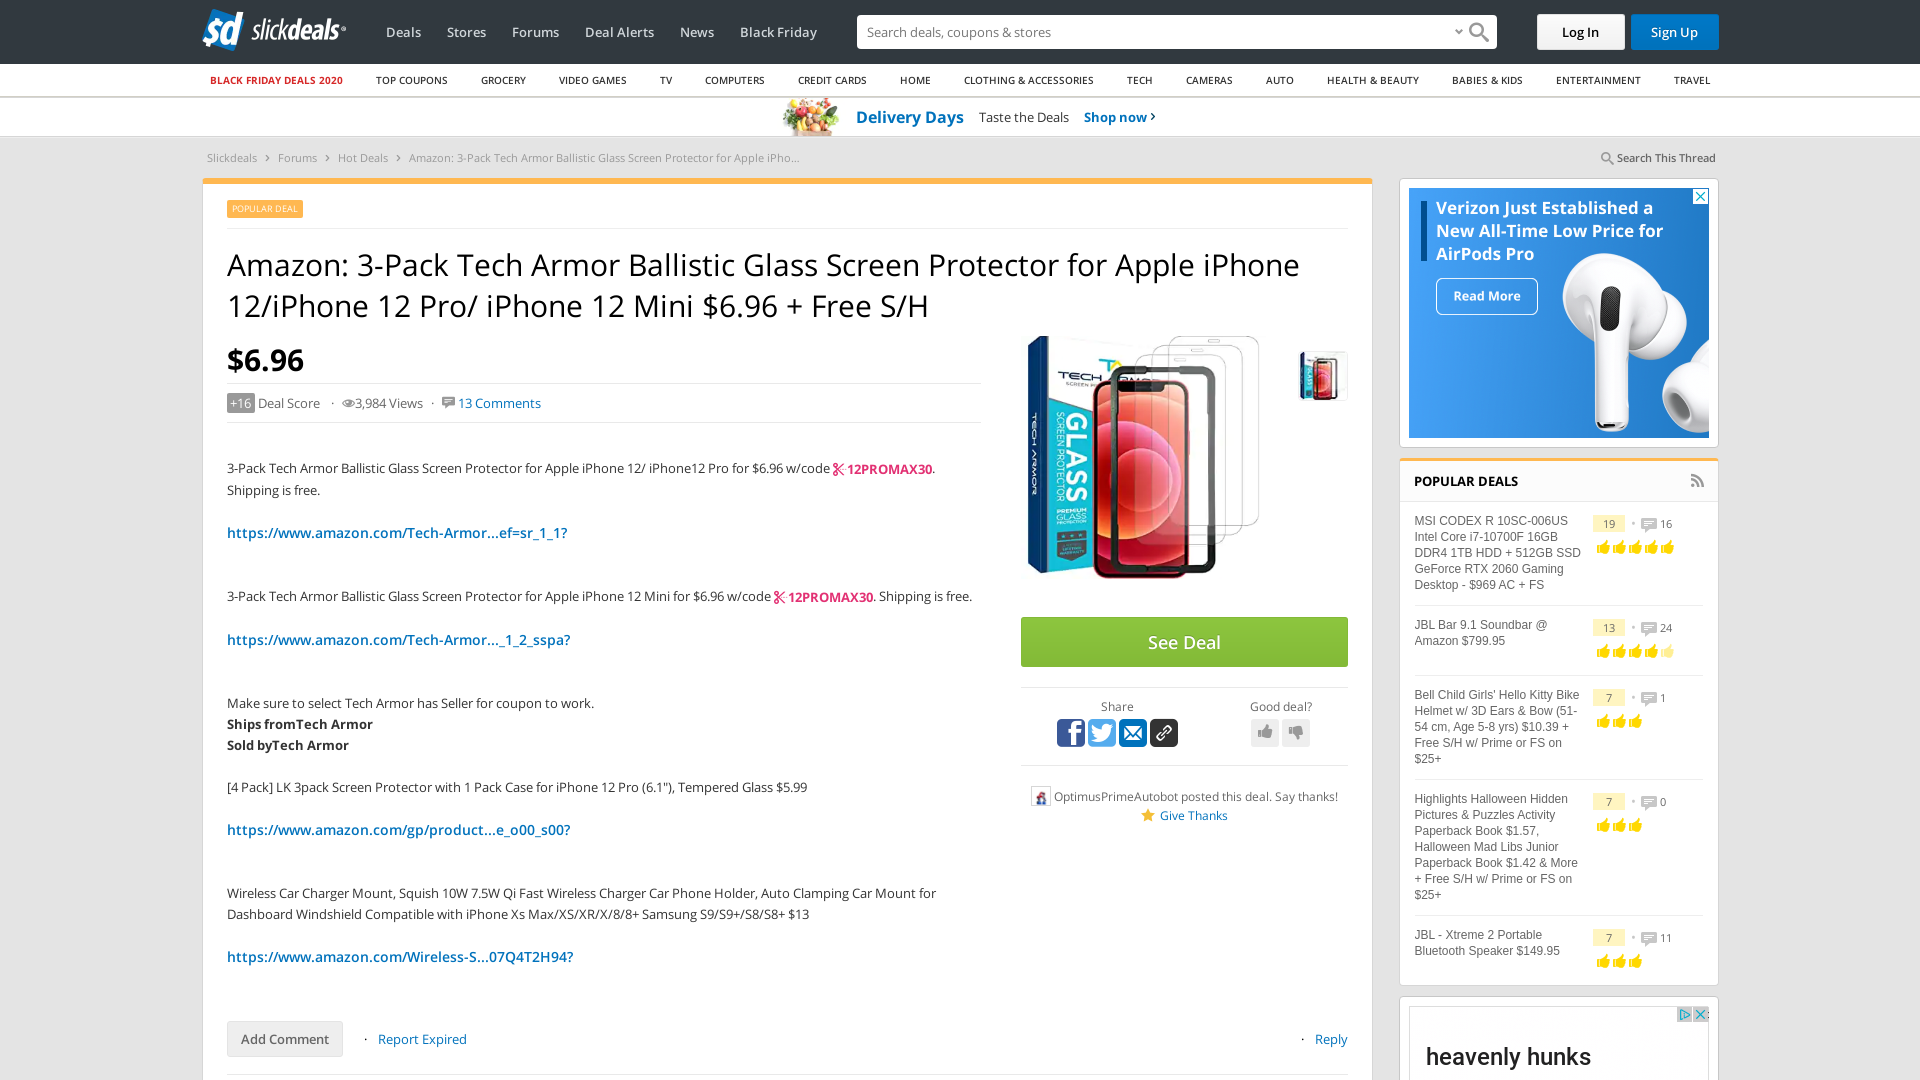 slickdeals
Deals Stores Forums Deal Alerts News Black Friday
Search deals, coupons & shares
Log In
Sign Up
BLACK FRIDAY DEALS 2020 TOP COUPONS GROCERY VIDEO GAMES TV COMPUTERS CREDIT CARDS HOME CLOTHING & ACCESSORIES TECH CAMERAS AUTO HEALTH & BEAUTY BABIES & KIDS ENTERTAINMENT TRAVEL
Delivery Days Taste the Deals Shop now ›
Slickdeals › Forums › Hot Deals › Amazon: 3-Pack Tech Armor Ballistic Glass Screen Protector for Apple iPho...
Search This Thread
POPULAR DEAL
Amazon: 3-Pack Tech Armor Ballistic Glass Screen Protector for Apple iPhone
12/iPhone 12 Pro/ iPhone 12 Mini $6.96 + Free S/H
$6.96
+16 Deal Score · 3,984 Views · 13 Comments
3-Pack Tech Armor Ballistic Glass Screen Protector for Apple iPhone 12/ iPhone12 Pro for $6.96 w/code 12PROMAX30.
Shipping is free.
https://www.amazon.com/Tech-Armor...ef=sr_1_1?
3-Pack Tech Armor Ballistic Glass Screen Protector for Apple iPhone 12 Mini for $6.96 w/code 12PROMAX30. Shipping is free.
https://www.amazon.com/Tech-Armor..._1_2_sspa?
Make sure to select Tech Armor has Seller for coupon to work.
Ships fromTech Armor
Sold byTech Armor
[4 Pack] LK 3pack Screen Protector with 1 Pack Case for iPhone 12 Pro (6.1"), Tempered Glass $5.99
https://www.amazon.com/gp/product...e_o00_s00?
Wireless Car Charger Mount, Squish 10W 7.5W Qi Fast Wireless Charger Car Phone Holder, Auto Clamping Car Mount for
Dashboard Windshield Compatible with iPhone Xs Max/XS/XR/X/8/8+ Samsung S9/S9+/S8/S8+ $13
https://www.amazon.com/Wireless-S...07Q4T2H94?
Add Comment · Report Expired
· Reply
TECH ARMOR
TECH ARMOR
GLASS
SCREEN PROTECTOR
PREMIUM
GLASS
PROTECTION
See Deal
Share
Good deal?
OptimusPrimeAutobot posted this deal. Say thanks!
Give Thanks
Verizon Just Established a
New All-Time Low Price for
AirPods Pro
Read More
POPULAR DEALS
MSI CODEX R 10SC-006US
Intel Core i7-10700F 16GB
DDR4 1TB HDD + 512GB SSD
GeForce RTX 2060 Gaming
Desktop - $969 AC + FS
19 • 16
JBL Bar 9.1 Soundbar @
Amazon $799.95
13 • 24
Bell Child Girls' Hello Kitty Bike
Helmet w/ 3D Ears & Bow (51-
54 cm, Age 5-8 yrs) $10.39 +
Free S/H w/ Prime or FS on
$25+
7 • 1
Highlights Halloween Hidden
Pictures & Puzzles Activity
Paperback Book $1.57,
Halloween Mad Libs Junior
Paperback Book $1.42 & More
+ Free S/H w/ Prime or FS on
$25+
7 • 0
JBL - Xtreme 2 Portable
Bluetooth Speaker $149.95
7 • 11
heavenly hunks